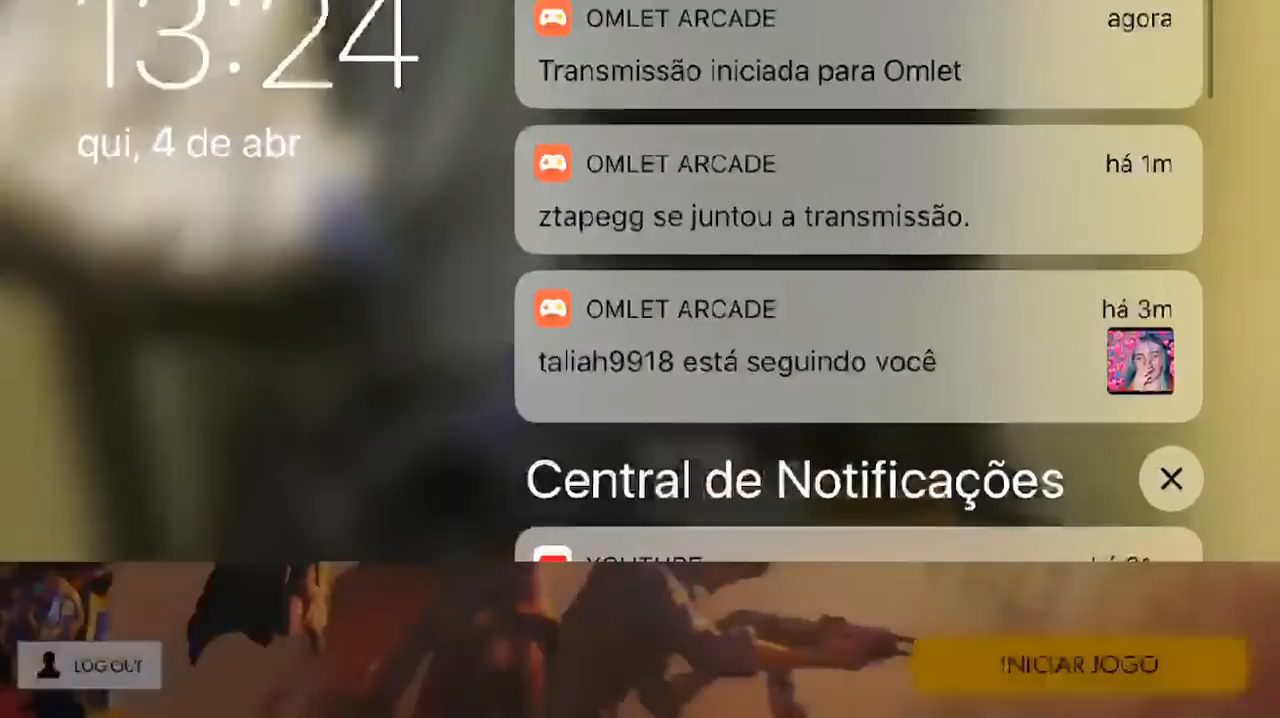 13:24
qui, 4 de abr
OMLET ARCADE
agora
Transmissão iniciada para Omlet
OMLET ARCADE
há 1m
ztapegg se juntou a transmissão.
OMLET ARCADE
há 3m
taliah9918 está seguindo você
Central de Notificações
YOUTUBE
LOG OUT
INICIAR JOGO